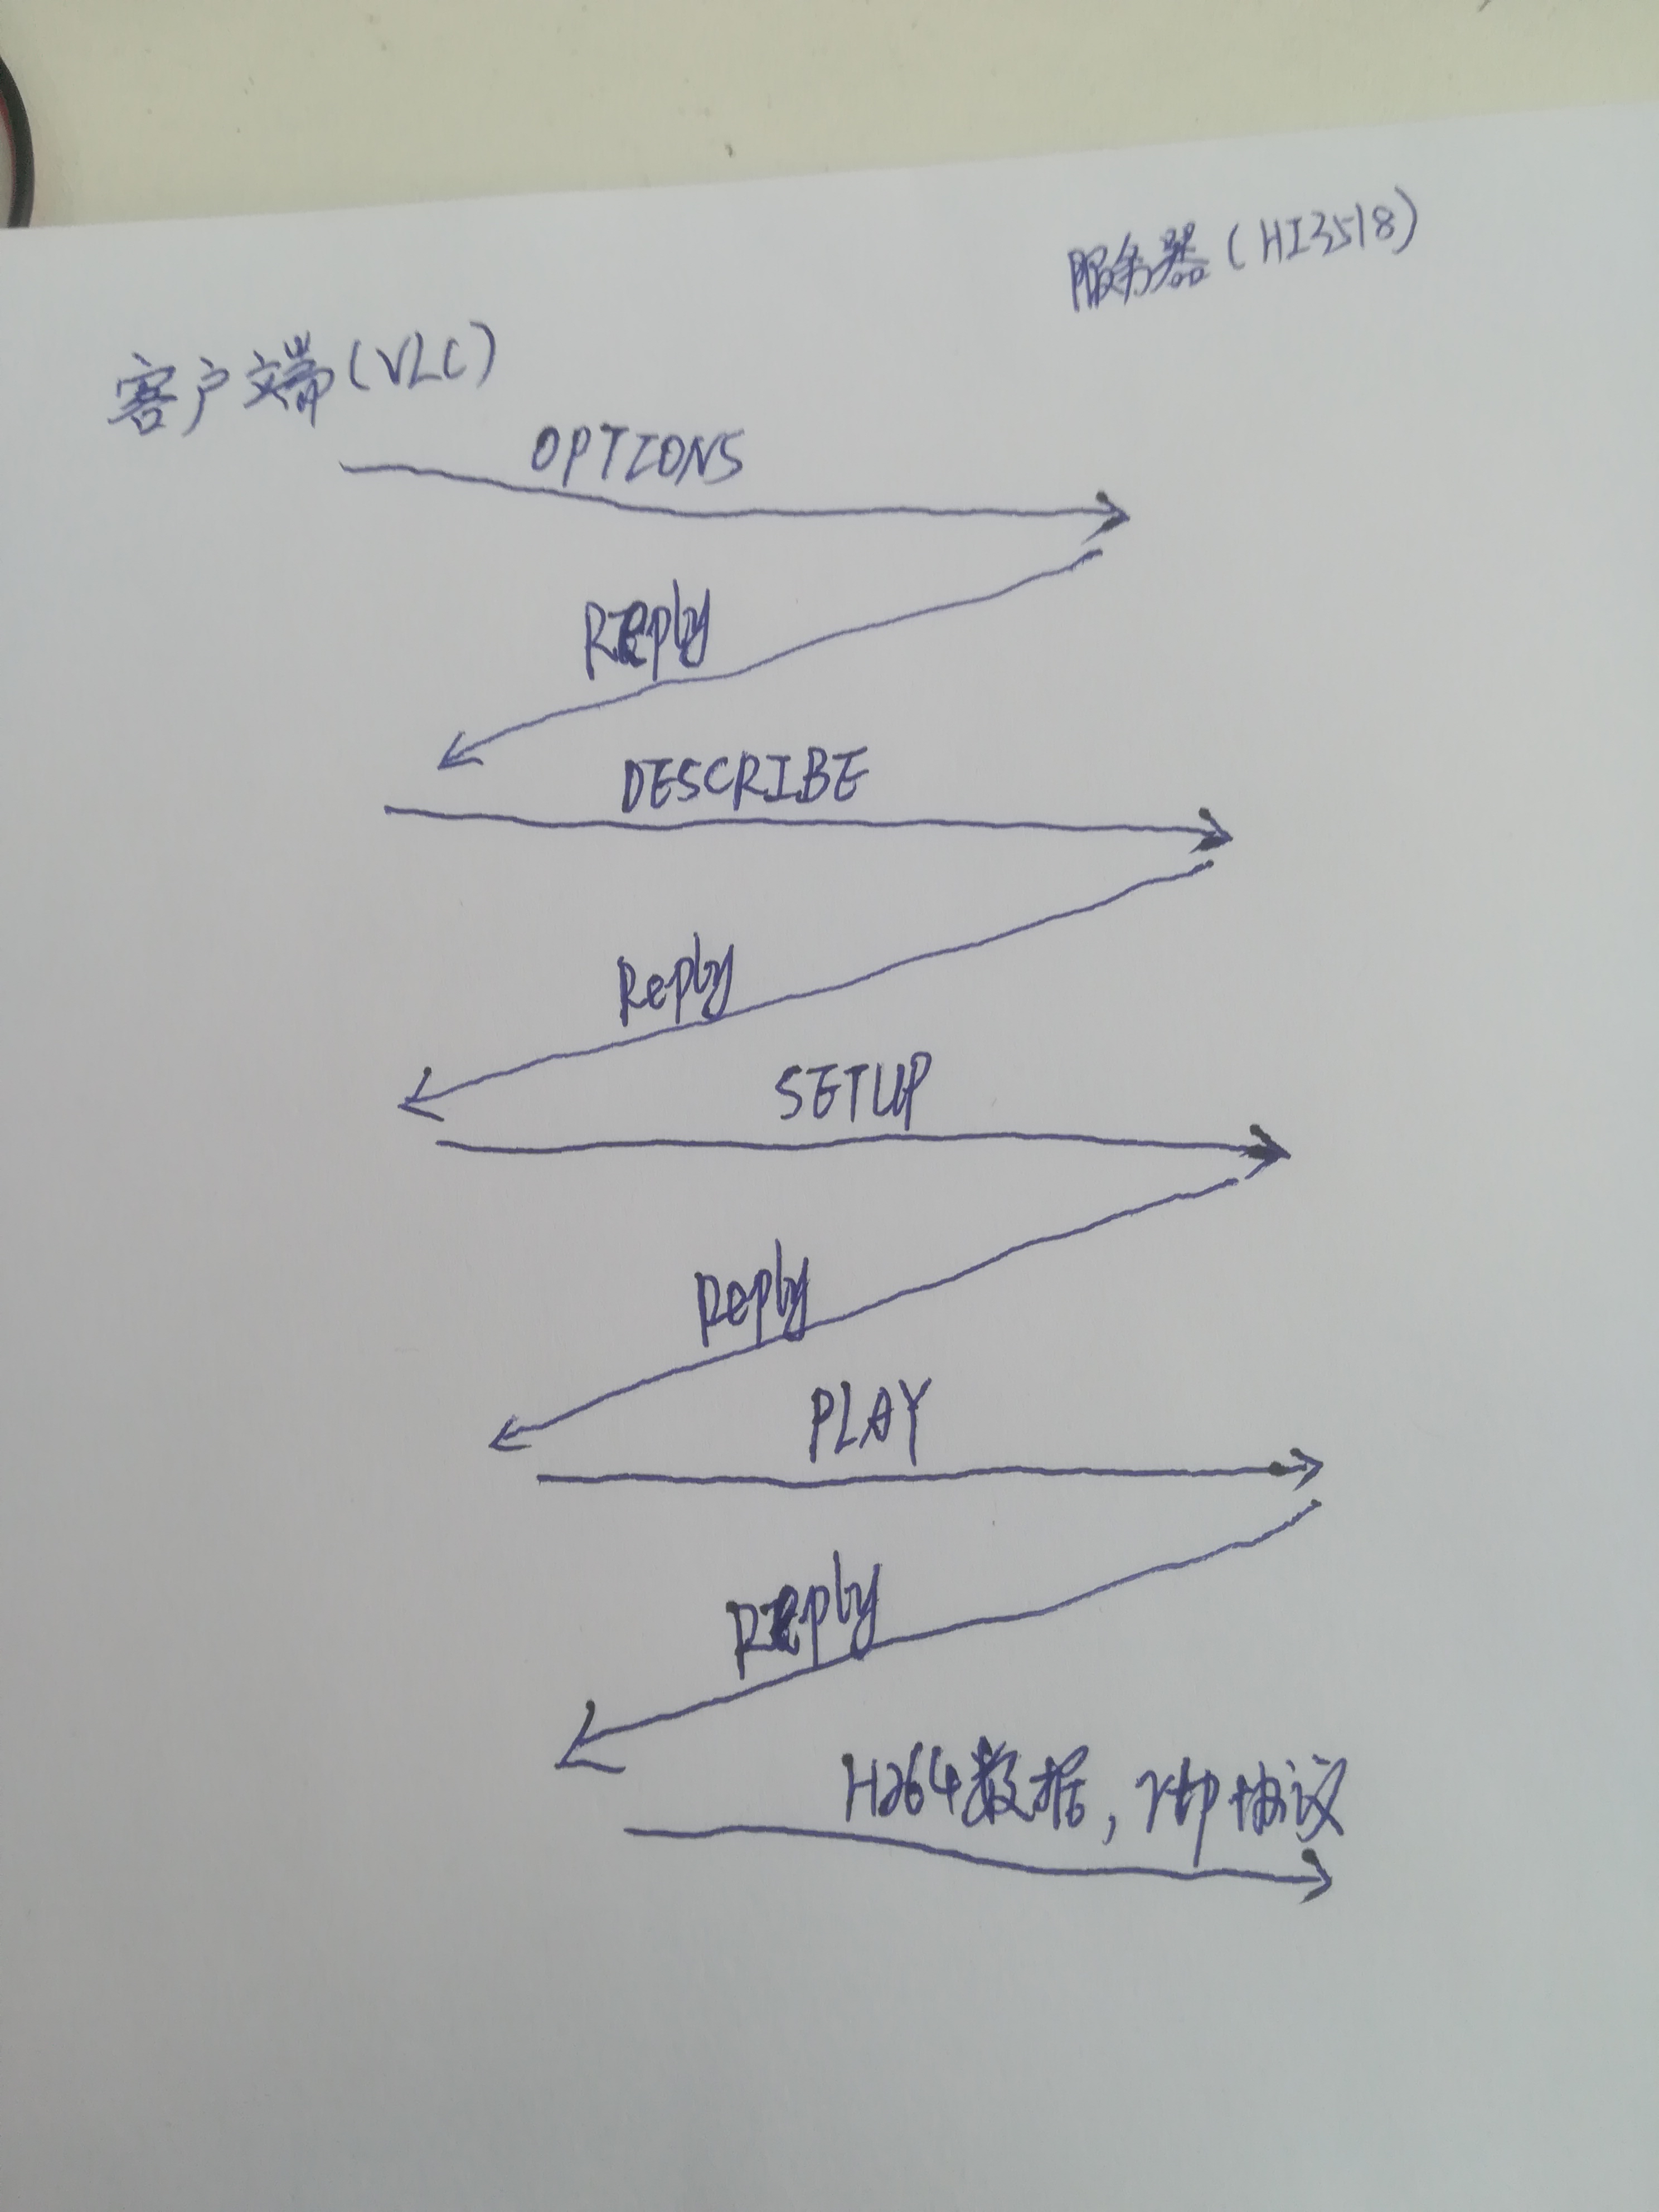 服务器(HI3518)
客户端(VLC)
OPTIONS
Reply
DESCRIBE
Reply
SETUP
Reply
PLAY
Reply
H264数据,rtp协议